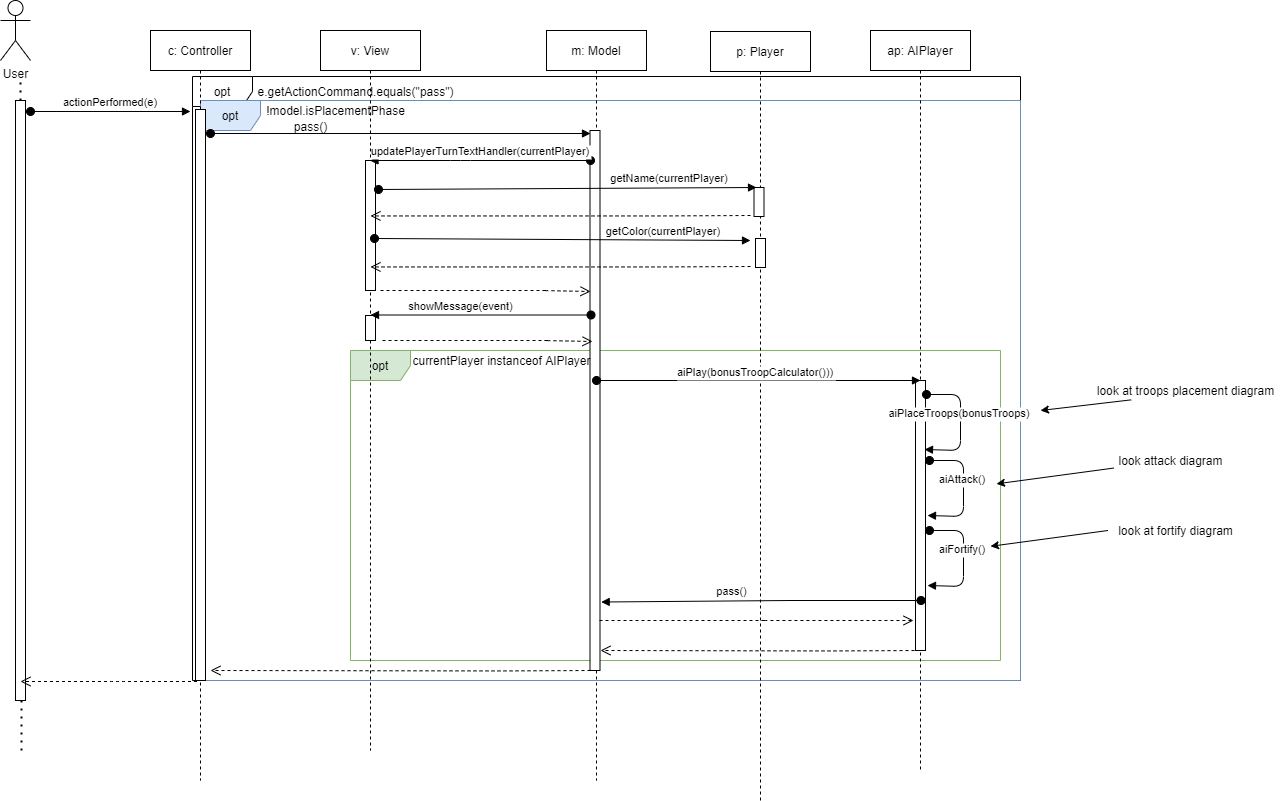 User
c: Controller
v: View
m: Model
p: Player
ap: AIPlayer
opt
e.getActionCommand.equals("pass")
actionPerformed(e)
opt
!model.isPlacementPhase
pass()
updatePlayerTurnTextHandler(currentPlayer)
getName(currentPlayer)
getColor(currentPlayer)
showMessage(event)
opt
currentPlayer instanceof AIPlayer
aiPlay(bonusTroopCalculator()))
look at troops placement diagram
aiPlaceTroops(bonusTroops)
look attack diagram
aiAttack()
look at fortify diagram
aiFortify()
pass()